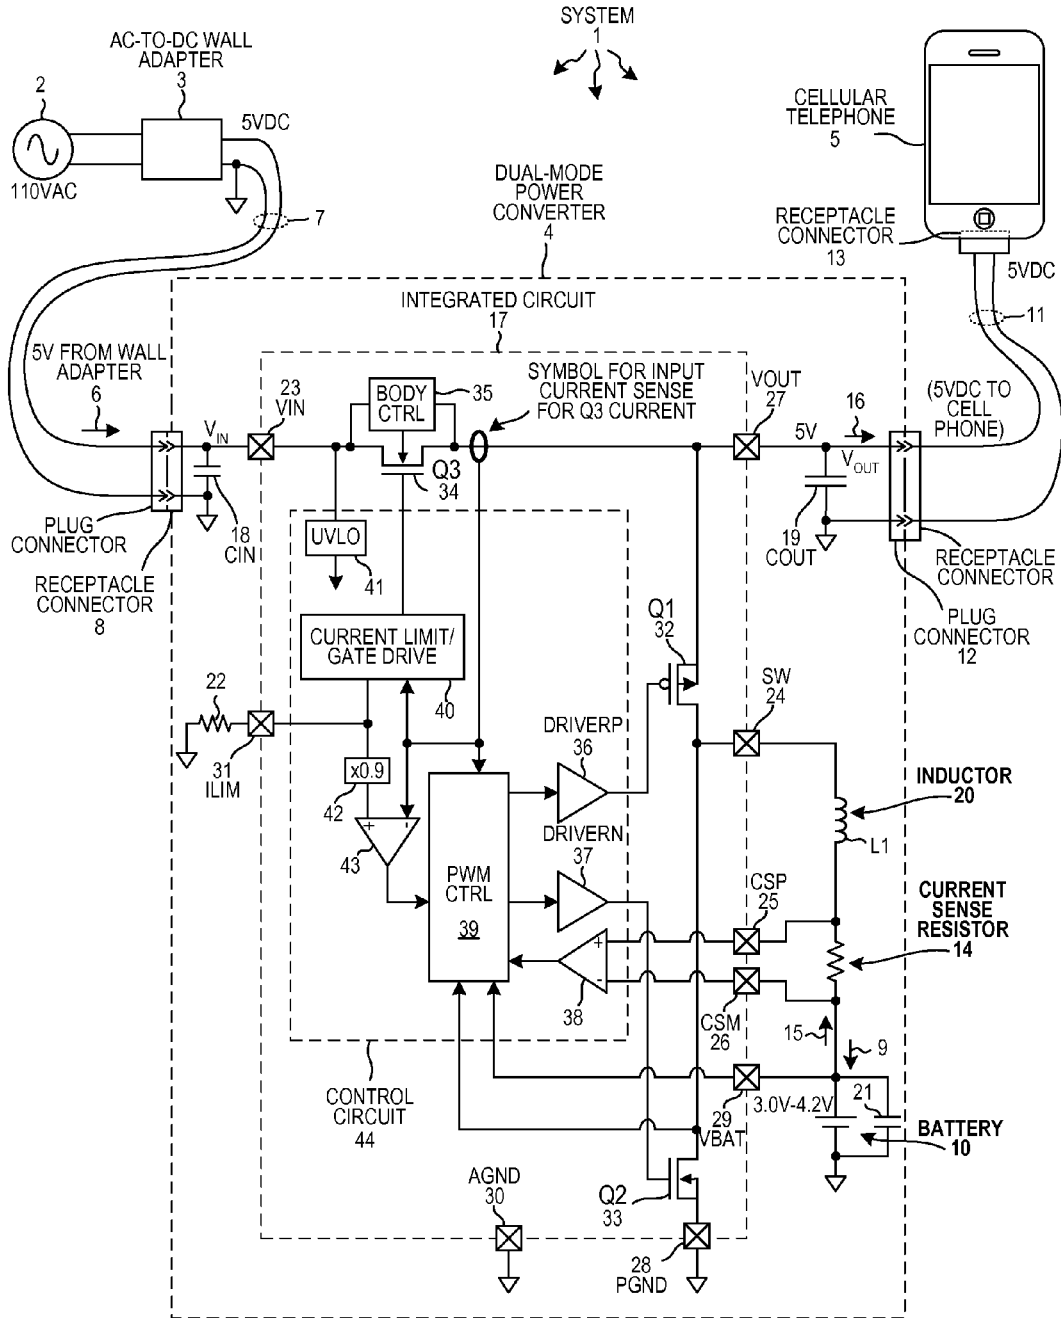 SYSTEM
1
AC-TO-DC WALL
ADAPTER
3
2
5VDC
110VAC
7
CELLULAR
TELEPHONE
5
DUAL-MODE
POWER
CONVERTER
4
RECEPTACLE
CONNECTOR
13
5VDC
11
INTEGRATED CIRCUIT
17
5V FROM WALL
ADAPTER
6
23
VIN
BODY
CTRL
35
SYMBOL FOR INPUT
CURRENT SENSE
FOR Q3 CURRENT
VOUT
27
(5VDC TO
CELL
PHONE)
16
5V
VIN
VOUT
Q3
34
18
CIN
19
COUT
PLUG
CONNECTOR
RECEPTACLE
CONNECTOR
8
UVLO
41
RECEPTACLE
CONNECTOR
PLUG
CONNECTOR
12
CURRENT LIMIT/
GATE DRIVE
40
Q1
32
SW
24
22
31
ILIM
x0.9
42
+
-
43
DRIVERP
36
DRIVERN
37
PWM
CTRL
39
INDUCTOR
20
L1
CSP
25
CURRENT
SENSE
RESISTOR
14
+
-
38
CSM
26
15
9
CONTROL
CIRCUIT
44
29
VBAT
3.0V-4.2V
21
BATTERY
10
AGND
30
Q2
33
28
PGND